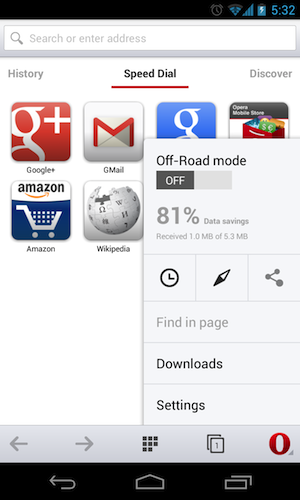 5:32
Search or enter address
History
Speed Dial
Discover
g+
g
Opera
Mobile Store
Google+
GMail
amazon
Amazon
Wikipedia
Off-Road mode
OFF
81% Data savings
Received 1.0 MB of 5.3 MB
Find in page
Downloads
Settings
1